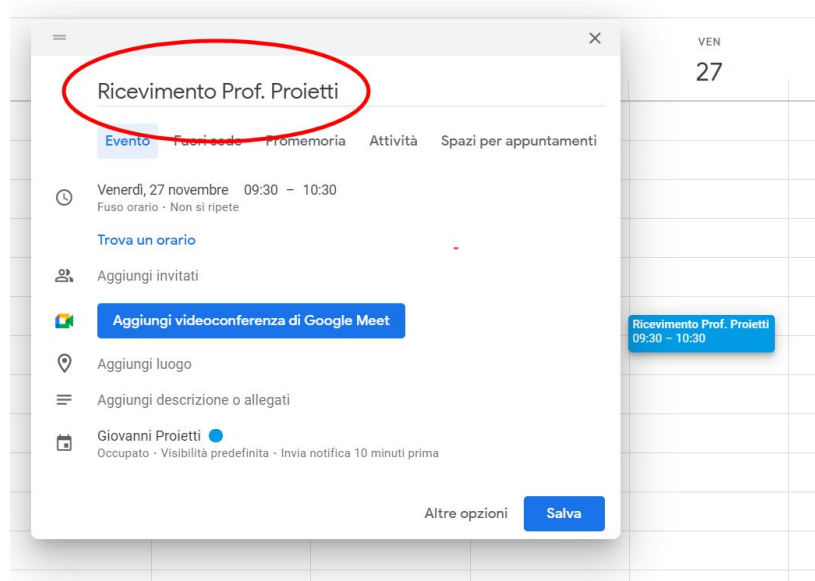 VEN
27
Ricevimento Prof. Proietti
Evento Fuori sede Promemoria Attività Spazi per appuntamenti
Venerdì, 27 novembre 09:30 – 10:30
Fuso orario · Non si ripete
Trova un orario
Aggiungi invitati
Aggiungi videoconferenza di Google Meet
Aggiungi luogo
Aggiungi descrizione o allegati
Giovanni Proietti
Occupato · Visibilità predefinita · Invia notifica 10 minuti prima
Altre opzioni Salva
Ricevimento Prof. Proietti
09:30 – 10:30